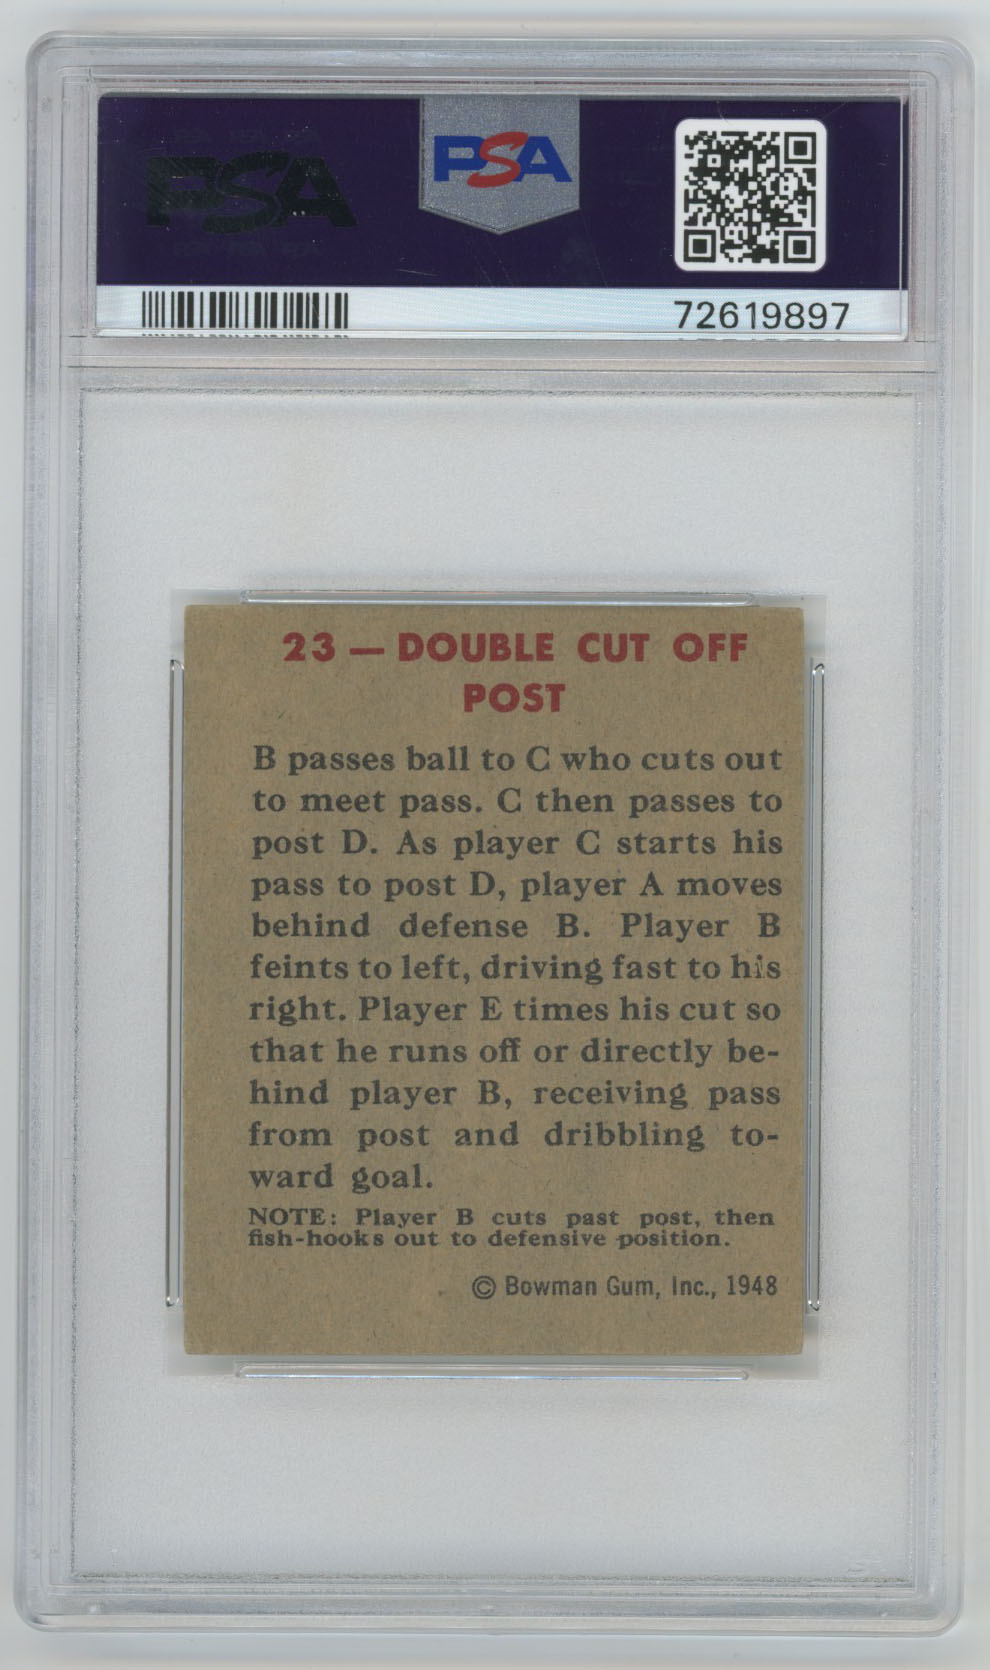 PSA
PSA
72619897
23 — DOUBLE CUT OFF
POST
B passes ball to C who cuts out
to meet pass. C then passes to
post D. As player C starts his
pass to post D, player A moves
behind defense B. Player B
feints to left, driving fast to his
right. Player E times his cut so
that he runs off or directly be-
hind player B, receiving pass
from post and dribbling to-
ward goal.
NOTE: Player B cuts past post, then
fish-hooks out to defensive position.
© Bowman Gum, Inc., 1948